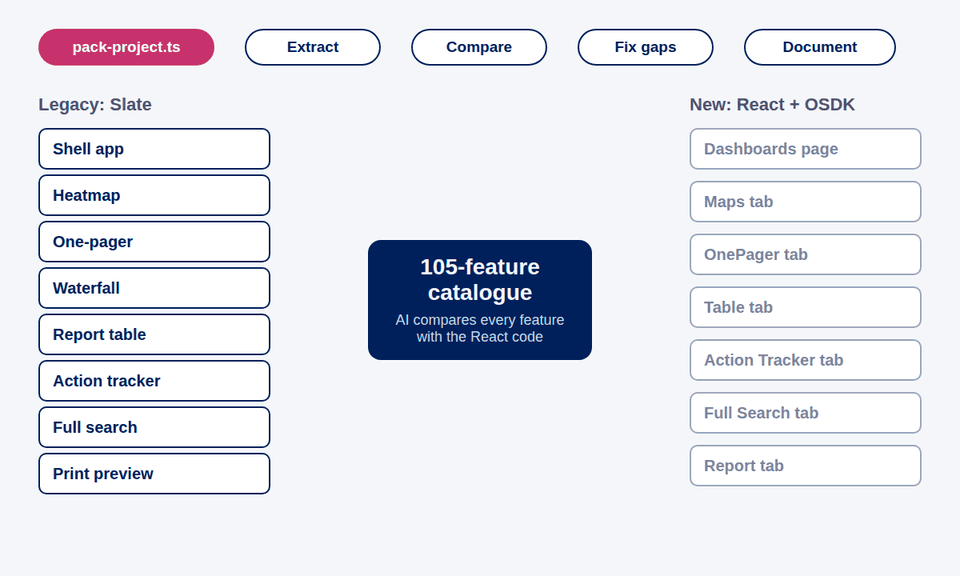 pack-project.ts
Extract
Compare
Fix gaps
Document
Legacy: Slate
Shell app
Heatmap
One-pager
Waterfall
Report table
Action tracker
Full search
Print preview
105-feature
catalogue
AI compares every feature
with the React code
New: React + OSDK
Dashboards page
Maps tab
OnePager tab
Table tab
Action Tracker tab
Full Search tab
Report tab